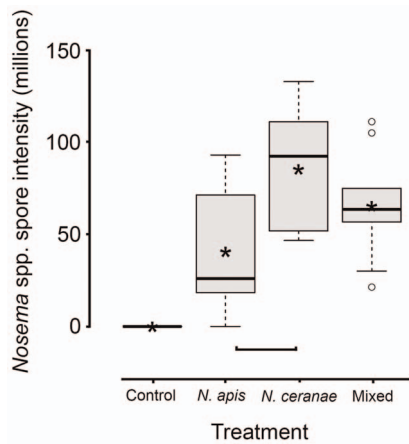 Nosema spp. spore intensity (millions)
150
100
50
0
*
*
*
*
Control
N. apis
N. ceranae
Mixed
Treatment